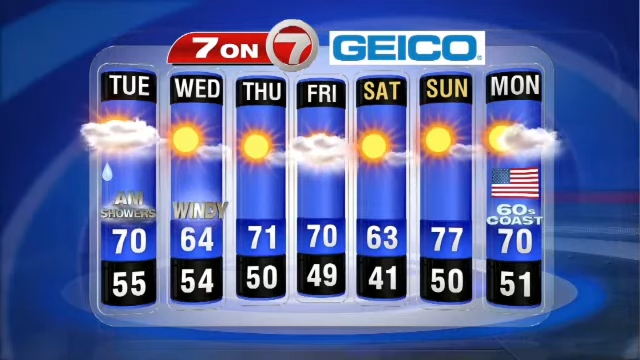 7 ON 7 GEICO
TUE WED THU FRI SAT SUN MON
AM
SHOWERS WINDY 60s
COAST
70 64 71 70 63 77 70
55 54 50 49 41 50 51